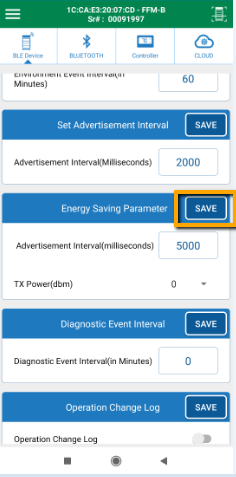 1C:CA:E3:20:07:CD - FFM-B
Sr# : 00091997
BLE Device
BLUETOOTH
Controller
CLOUD
Environment Event Interval(in Minutes)
60
Set Advertisement Interval
SAVE
Advertisement Interval(Milliseconds)
2000
Energy Saving Parameter
SAVE
Advertisement Interval(milliseconds)
5000
TX Power(dbm)
0
Diagnostic Event Interval
SAVE
Diagnostic Event Interval(in Minutes)
0
Operation Change Log
SAVE
Operation Change Log